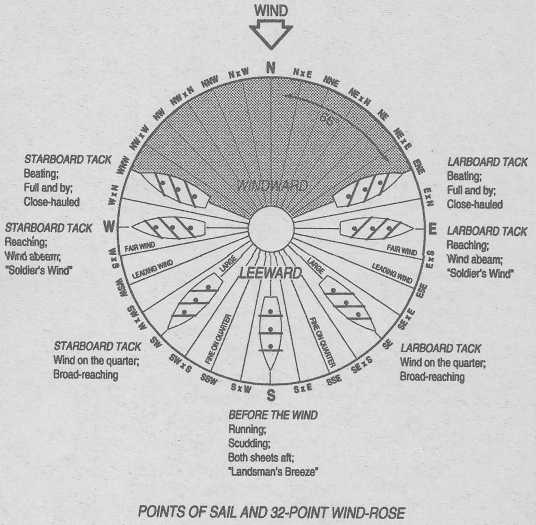 WIND
N
N x E
NNE
NE x N
NE
NE x E
ENE
E x N
E
E x S
ESE
SE x E
SE
SE x S
SSE
S x E
S
S x W
SSW
SW x S
SW
SW x W
WSW
W x S
W
W x N
WNW
NW x W
NW
NW x N
NNW
N x W
66°
WINDWARD
LEEWARD
STARBOARD TACK
Beating;
Full and by;
Close-hauled
LARBOARD TACK
Beating;
Full and by;
Close-hauled
STARBOARD TACK
Reaching;
Wind abeam;
"Soldier's Wind"
LARBOARD TACK
Reaching;
Wind abeam;
"Soldier's Wind"
FAIR WIND
LEADING WIND
LARGE
FINE ON QUARTER
FAIR WIND
LEADING WIND
LARGE
FINE ON QUARTER
STARBOARD TACK
Wind on the quarter;
Broad-reaching
LARBOARD TACK
Wind on the quarter;
Broad-reaching
BEFORE THE WIND
Running;
Scudding;
Both sheets aft;
"Landsman's Breeze"
POINTS OF SAIL AND 32-POINT WIND-ROSE